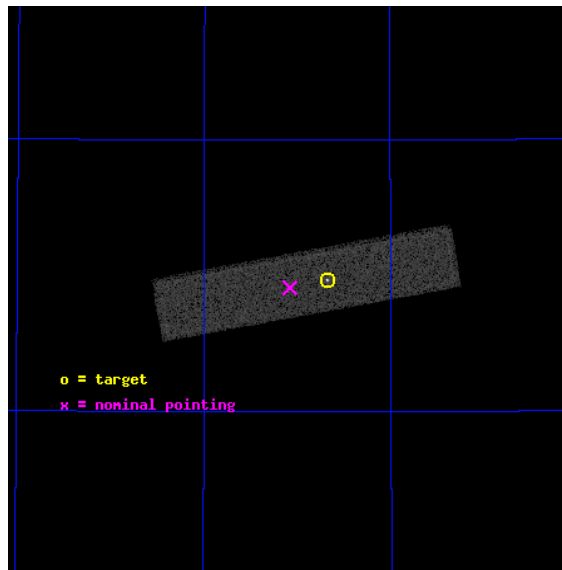 o = target
x = nominal pointing